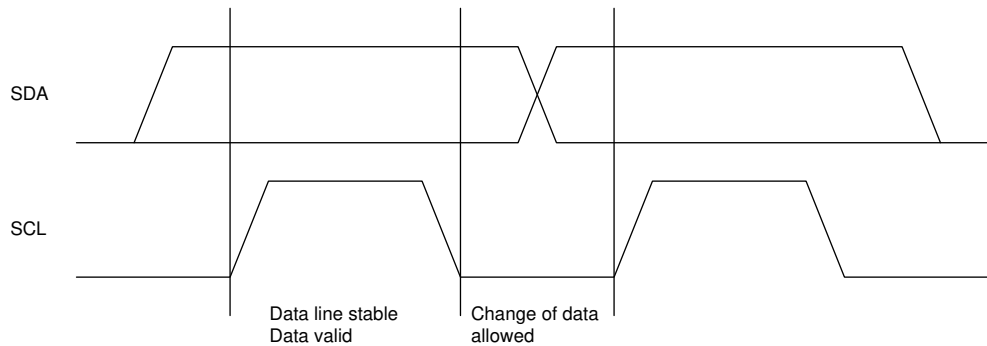 SDA
SCL
Data line stable
Data valid
Change of data
allowed